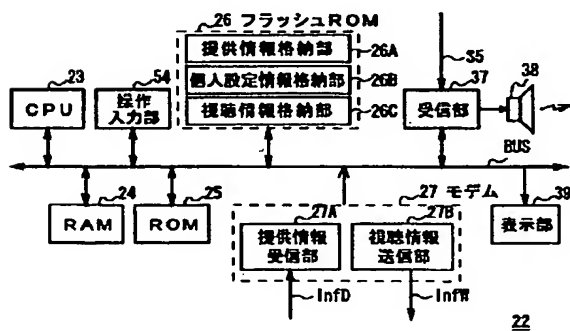 26 フラッシュROM
提供情報格納部 26A
個人設定情報格納部 26B
視聴情報格納部 26C
S5
23
CPU
54
操作
入力部
37
受信部
38
BUS
24
RAM
25
ROM
27 モデム
27A
提供情報
受信部
27B
視聴情報
送信部
39
表示部
InfD
InfW
22